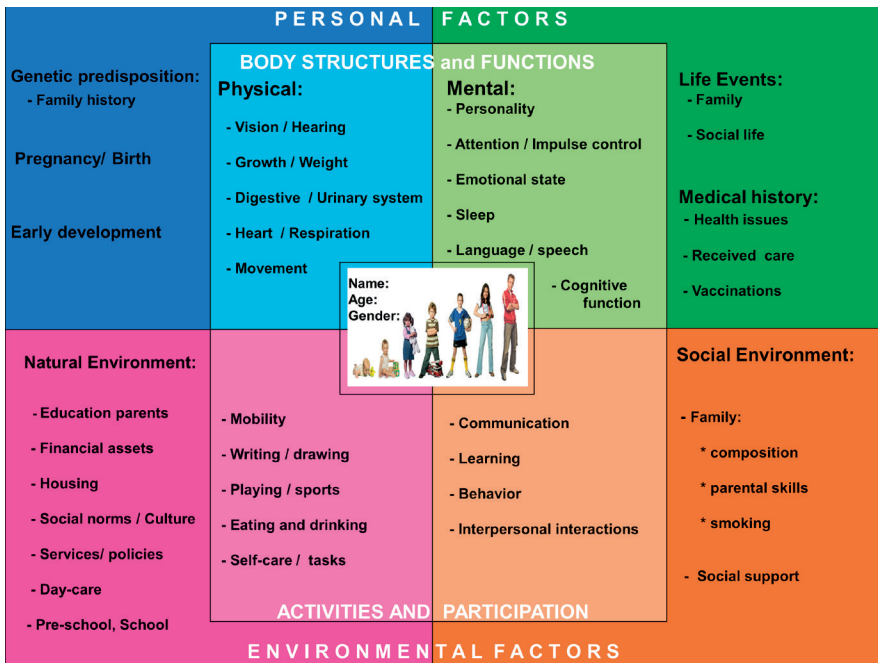 PERSONAL FACTORS
BODY STRUCTURES and FUNCTIONS
Genetic predisposition:
- Family history
Pregnancy/ Birth
Early development
Physical:
- Vision / Hearing
- Growth / Weight
- Digestive / Urinary system
- Heart / Respiration
- Movement
Mental:
- Personality
- Attention / Impulse control
- Emotional state
- Sleep
- Language / speech
- Cognitive
function
Life Events:
- Family
- Social life
Medical history:
- Health issues
- Received care
- Vaccinations
Name:
Age:
Gender:
Natural Environment:
- Education parents
- Financial assets
- Housing
- Social norms / Culture
- Services/ policies
- Day-care
- Pre-school, School
- Mobility
- Writing / drawing
- Playing / sports
- Eating and drinking
- Self-care / tasks
- Communication
- Learning
- Behavior
- Interpersonal interactions
Social Environment:
- Family:
* composition
* parental skills
* smoking
- Social support
ACTIVITIES AND PARTICIPATION
ENVIRONMENTAL FACTORS